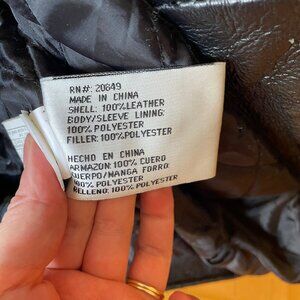 RN#: 20849
MADE IN CHINA
SHELL: 100%LEATHER
BODY/SLEEVE LINING:
100% POLYESTER
FILLER: 100%POLYESTER
HECHO EN CHINA
ARMAZON: 100% CUERO
CUERPO/MANGA FORRO:
100% POLYESTER
RELLENO: 100% POLYESTER